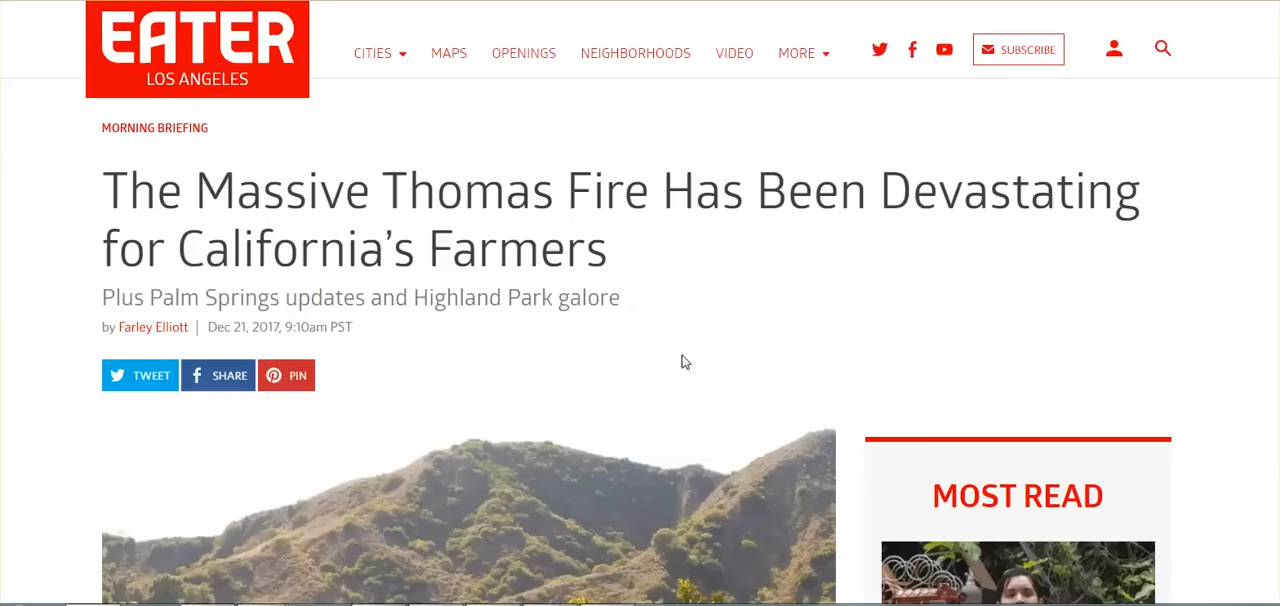 EATER
LOS ANGELES
CITIES MAPS OPENINGS NEIGHBORHOODS VIDEO MORE SUBSCRIBE
MORNING BRIEFING
The Massive Thomas Fire Has Been Devastating
for California’s Farmers
Plus Palm Springs updates and Highland Park galore
by Farley Elliott | Dec 21, 2017, 9:10am PST
TWEET SHARE PIN
MOST READ